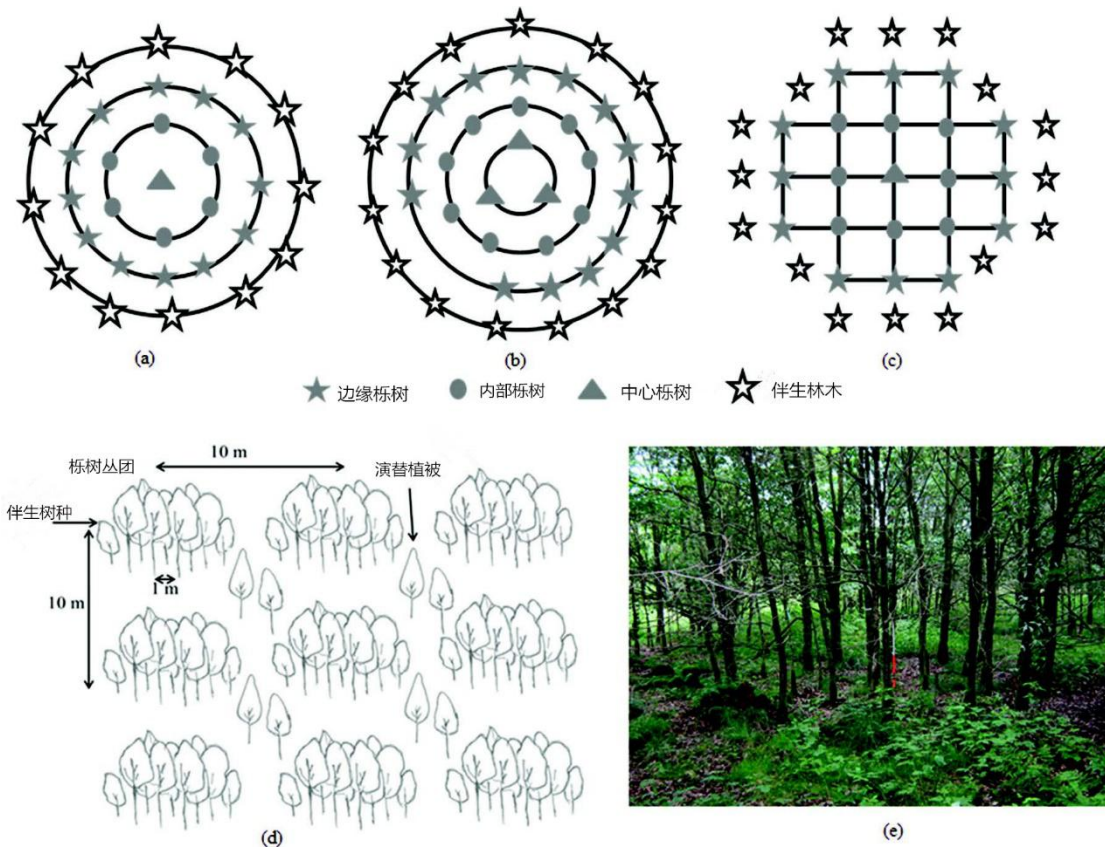 (a)
(b)
(c)
边缘栎树
内部栎树
中心栎树
伴生林木
10 m
栎树丛团
演替植被
伴生树种
1 m
10 m
(d)
(e)